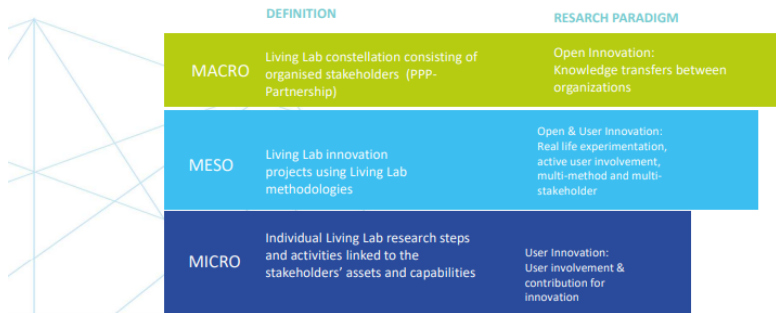 DEFINITION
RESARCH PARADIGM
MACRO
Living Lab constellation consisting of
organised stakeholders (PPP-
Partnership)
Open Innovation:
Knowledge transfers between
organizations
MESO
Living Lab innovation
projects using Living Lab
methodologies
Open & User Innovation:
Real life experimentation,
active user involvement,
multi-method and multi-
stakeholder
MICRO
Individual Living Lab research steps
and activities linked to the
stakeholders’ assets and capabilities
User Innovation:
User involvement &
contribution for
innovation